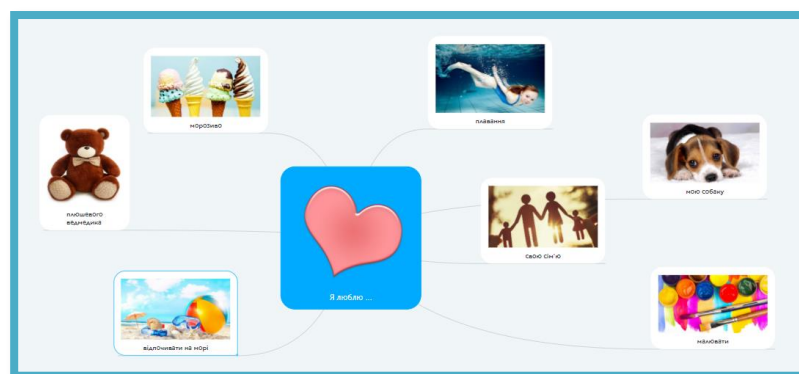 морозиво
плавання
плюшевого
ведмедика
мою собаку
свою сім'ю
Я люблю ...
відпочивати на морі
малювати